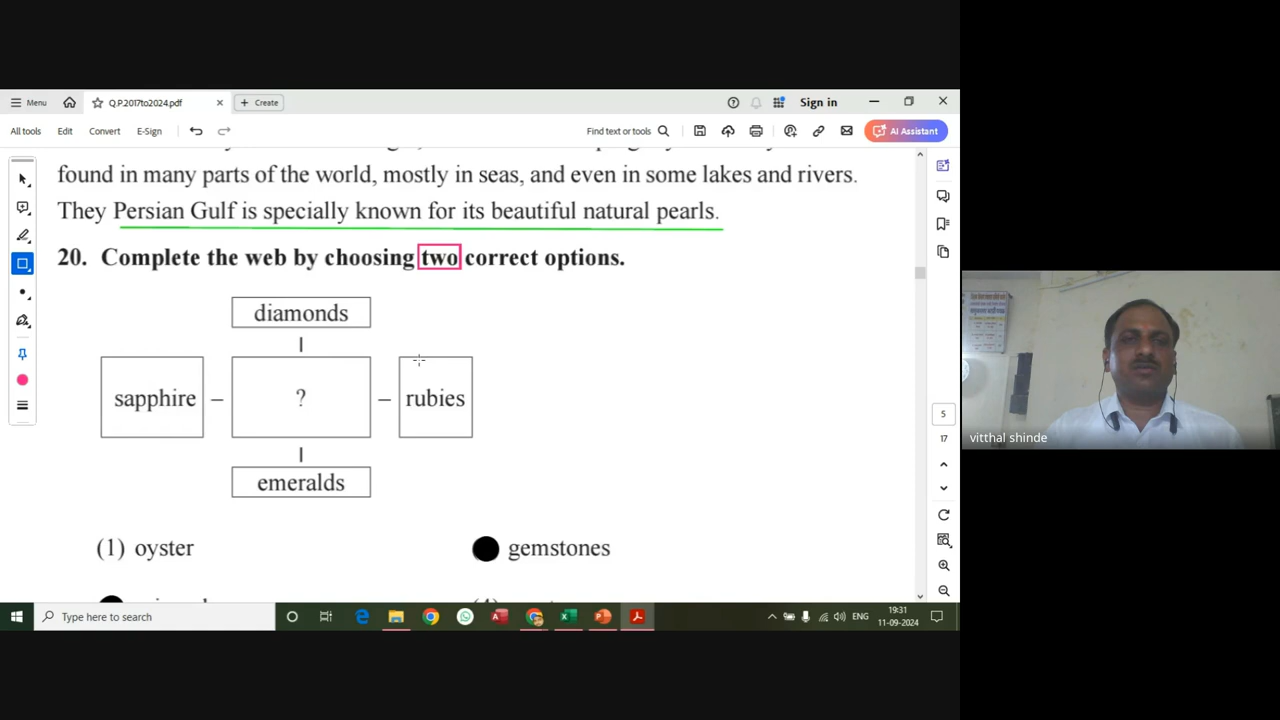 Menu
Q.P.2017to2024.pdf
Create
Sign in
All tools
Edit
Convert
E-Sign
Find text or tools
AI Assistant
found in many parts of the world, mostly in seas, and even in some lakes and rivers.
They Persian Gulf is specially known for its beautiful natural pearls.
20. Complete the web by choosing two correct options.
diamonds
sapphire – ? – rubies
emeralds
(1) oyster
gemstones
5
17
vitthal shinde
Type here to search
ENG
19:31
11-09-2024